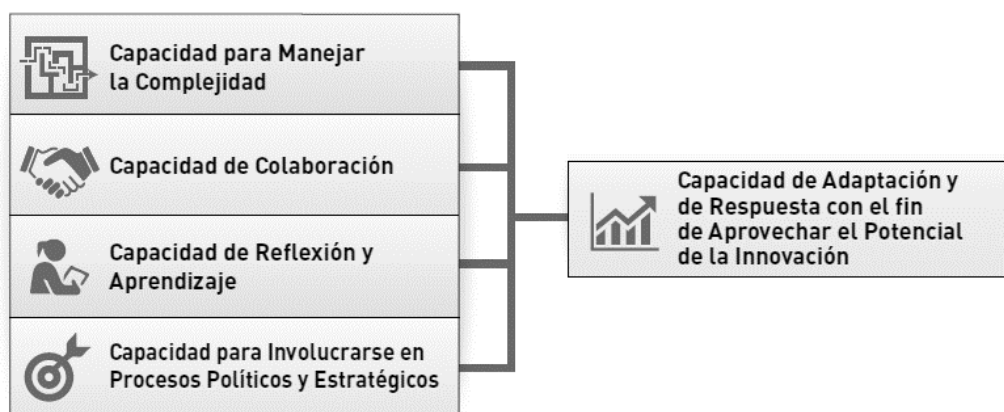 Capacidad para Manejar
la Complejidad
Capacidad de Colaboración
Capacidad de Reflexión y
Aprendizaje
Capacidad para Involucrarse en
Procesos Políticos y Estratégicos
Capacidad de Adaptación y
de Respuesta con el fin
de Aprovechar el Potencial
de la Innovación